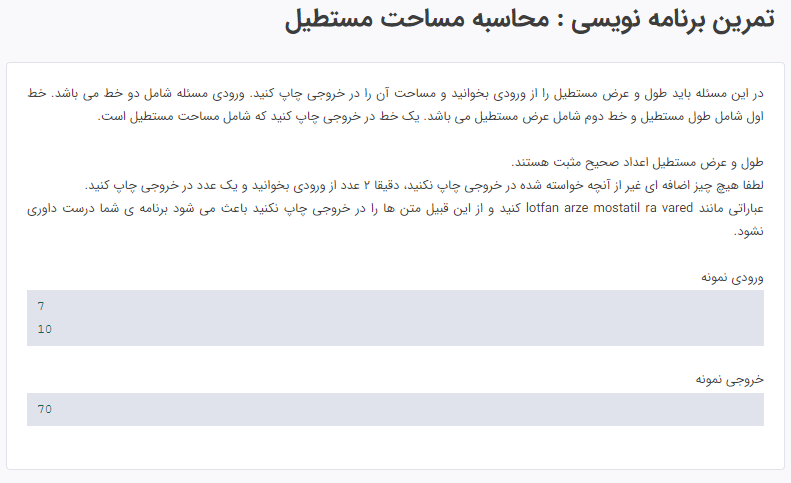 تمرین برنامه نویسی : محاسبه مساحت مستطیل
در این مسئله باید طول و عرض مستطیل را از ورودی بخوانید و مساحت آن را در خروجی چاپ کنید. ورودی مسئله شامل دو خط می باشد. خط
اول شامل طول مستطیل و خط دوم شامل عرض مستطیل می باشد. یک خط در خروجی چاپ کنید که شامل مساحت مستطیل است.
طول و عرض مستطیل اعداد صحیح مثبت هستند.
لطفا هیچ چیز اضافه ای غیر از آنچه خواسته شده در خروجی چاپ نکنید، دقیقا ۲ عدد از ورودی بخوانید و یک عدد در خروجی چاپ کنید.
عباراتی مانند lotfan arze mostatil ra vared کنید و از این قبیل متن ها را در خروجی چاپ نکنید باعث می شود برنامه ی شما درست داوری
نشود.
ورودی نمونه
7
10
خروجی نمونه
70